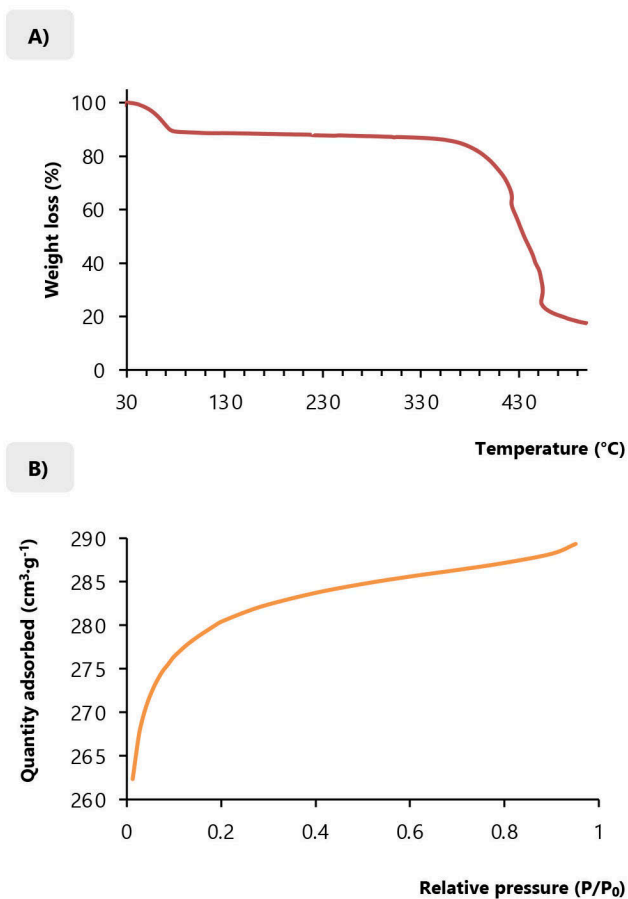 A)
Weight loss (%)
100
80
60
40
20
0
30 130 230 330 430
Temperature (°C)
B)
Quantity adsorbed (cm³·g⁻¹)
290
285
280
275
270
265
260
0 0.2 0.4 0.6 0.8 1
Relative pressure (P/P₀)